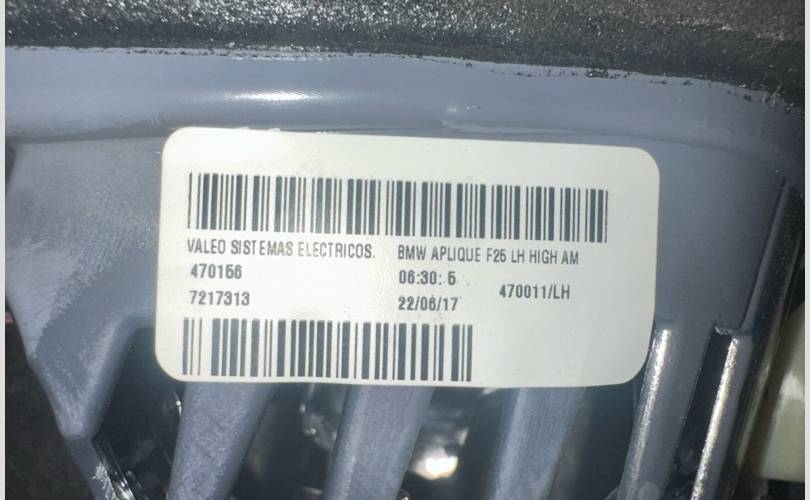 VALEO SISTEMAS ELECTRICOS. BMW APLIQUE F25 LH HIGH AM
470156 06:30: 5 470011/LH
7217313 22/06/17